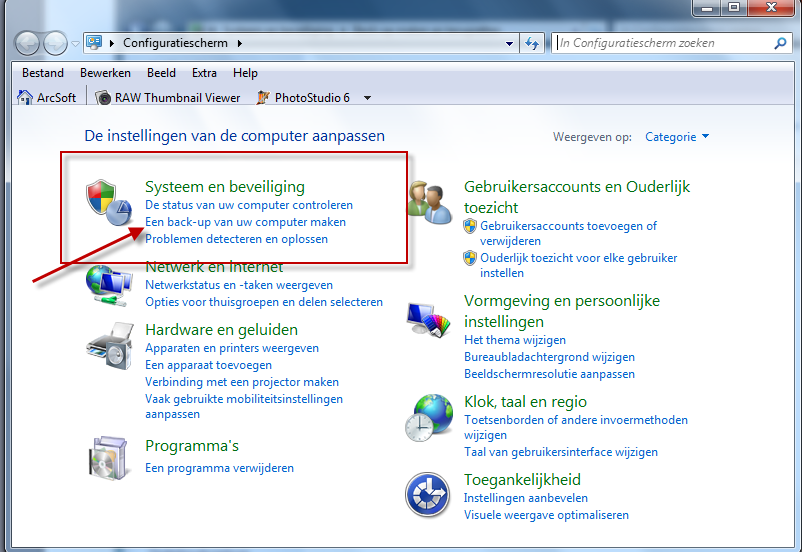 Configuratiescherm
In Configuratiescherm zoeken
Bestand Bewerken Beeld Extra Help
ArcSoft RAW Thumbnail Viewer PhotoStudio 6
De instellingen van de computer aanpassen
Weergeven op: Categorie
Systeem en beveiliging
De status van uw computer controleren
Een back-up van uw computer maken
Problemen detecteren en oplossen
Netwerk en internet
Netwerkstatus en -taken weergeven
Opties voor thuisgroepen en delen selecteren
Hardware en geluiden
Apparaten en printers weergeven
Een apparaat toevoegen
Verbinding met een projector maken
Vaak gebruikte mobiliteitsinstellingen
aanpassen
Programma's
Een programma verwijderen
Gebruikersaccounts en Ouderlijk
toezicht
Gebruikersaccounts toevoegen of
verwijderen
Ouderlijk toezicht voor elke gebruiker
instellen
Vormgeving en persoonlijke
instellingen
Het thema wijzigen
Bureaubladachtergrond wijzigen
Beeldschermresolutie aanpassen
Klok, taal en regio
Toetsenborden of andere invoermethoden
wijzigen
Taal van gebruikersinterface wijzigen
Toegankelijkheid
Instellingen aanbevelen
Visuele weergave optimaliseren